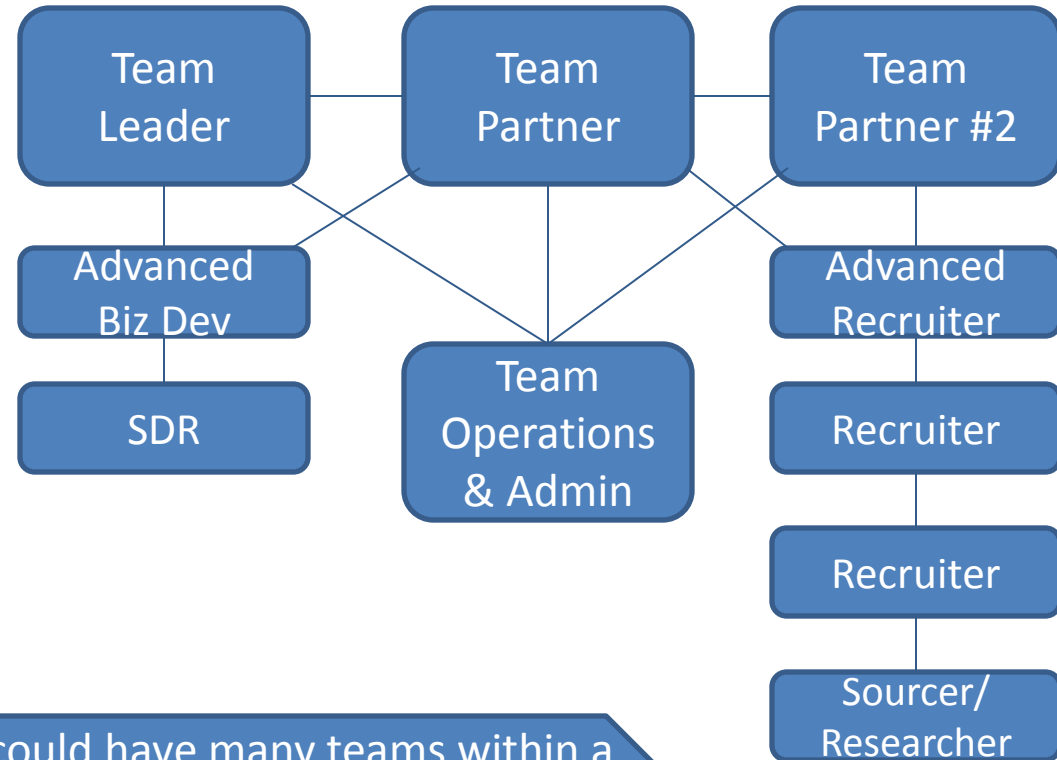 Team
Leader
Team
Partner
Team
Partner #2
Advanced
Biz Dev
Advanced
Recruiter
Team
Operations
& Admin
SDR
Recruiter
Recruiter
Sourcer/
Researcher
could have many teams within a